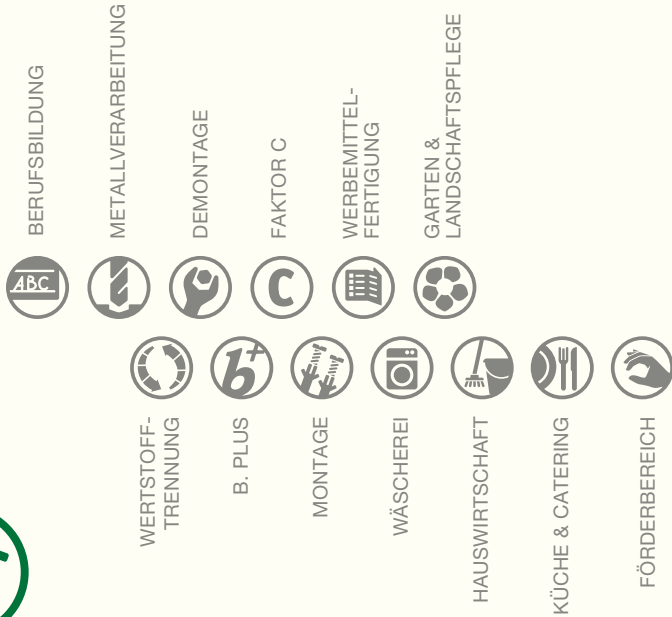 BERUFSBILDUNG
METALLVERARBEITUNG
DEMONTAGE
FAKTOR C
WERBEMITTEL-
FERTIGUNG
GARTEN &
LANDSCHAFTSPFLEGE
ABC
C
b+
WERTSTOFF-
TRENNUNG
B. PLUS
MONTAGE
WÄSCHEREI
HAUSWIRTSCHAFT
KÜCHE & CATERING
FÖRDERBEREICH